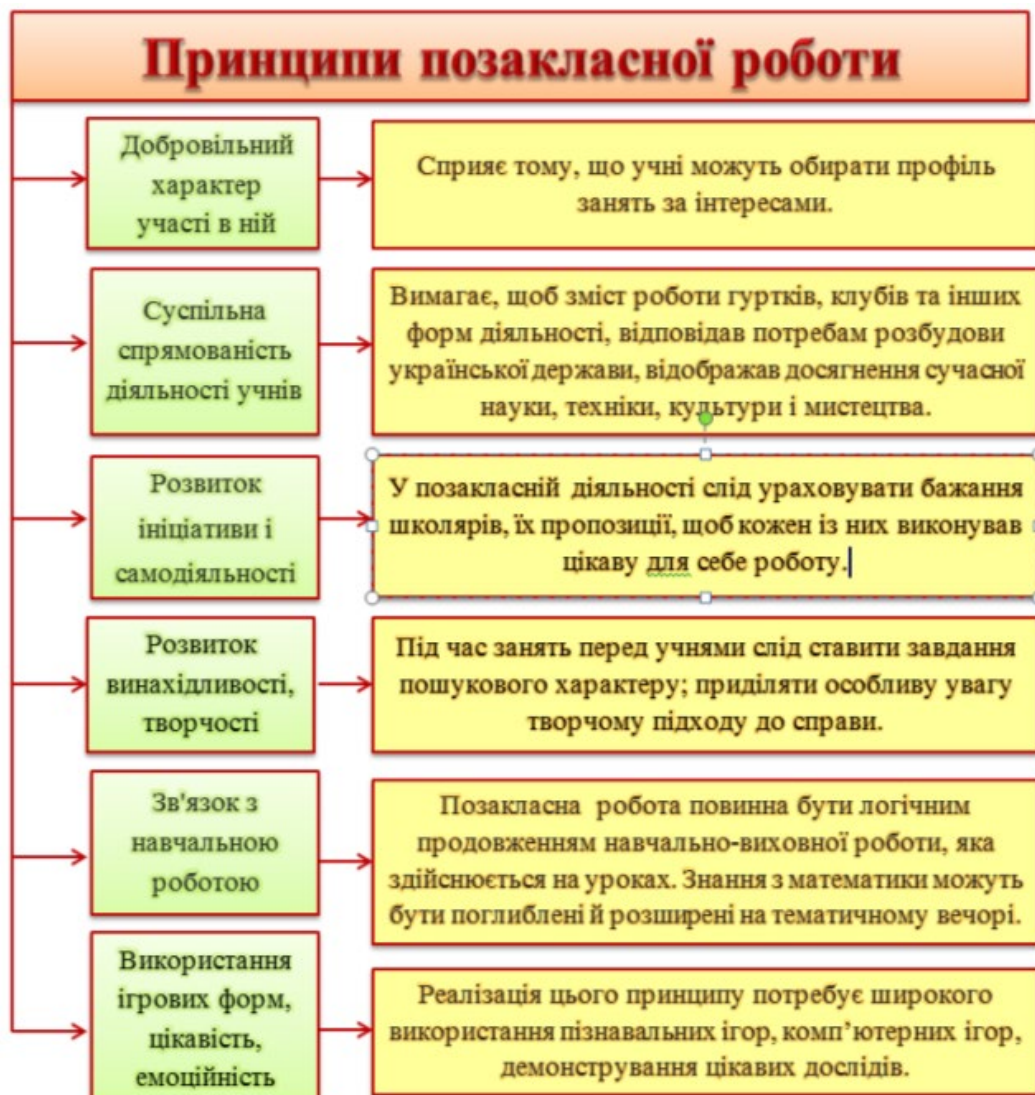 Принципи позакласної роботи
Добровільний
характер
участі в ній
Сприяє тому, що учні можуть обирати профіль
занять за інтересами.
Суспільна
спрямованість
діяльності учнів
Вимагає, щоб зміст роботи гуртків, клубів та інших
форм діяльності, відповідав потребам розбудови
української держави, відображав досягнення сучасної
науки, техніки, культури і мистецтва.
Розвиток
ініціативи і
самодіяльності
У позакласній діяльності слід ураховувати бажання
школярів, їх пропозиції, щоб кожен із них виконував
цікаву для себе роботу.
Розвиток
винахідливості,
творчості
Під час занять перед учнями слід ставити завдання
пошукового характеру; приділяти особливу увагу
творчому підходу до справи.
Зв'язок з
навчальною
роботою
Позакласна робота повинна бути логічним
продовженням навчально-виховної роботи, яка
здійснюється на уроках. Знання з математики можуть
бути поглиблені й розширені на тематичному вечорі.
Використання
ігрових форм,
цікавість,
емоційність
Реалізація цього принципу потребує широкого
використання пізнавальних ігор, комп’ютерних ігор,
демонстрування цікавих дослідів.